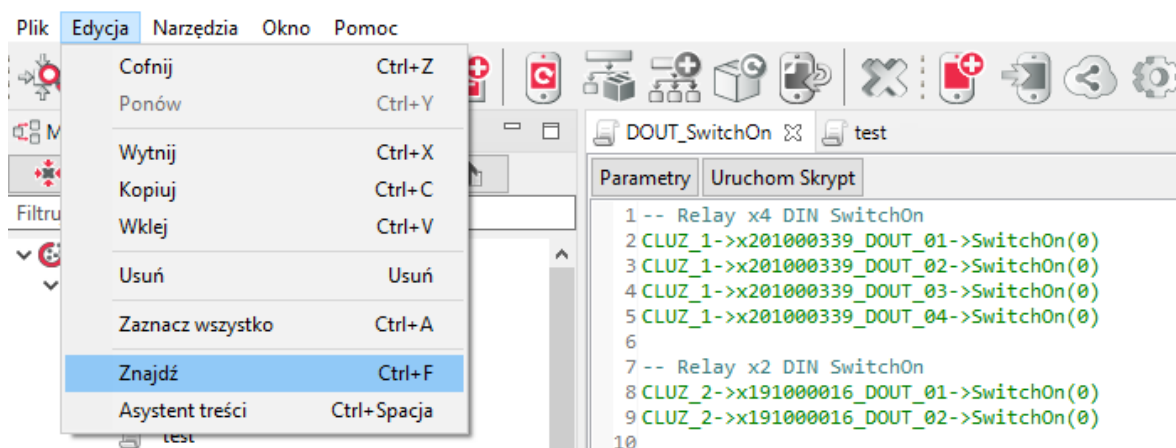 Plik Edycja Narzędzia Okno Pomoc
Cofnij Ctrl+Z
Ponów Ctrl+Y
Wytnij Ctrl+X
Kopiuj Ctrl+C
Wklej Ctrl+V
Usuń Usuń
Zaznacz wszystko Ctrl+A
Znajdź Ctrl+F
Asystent treści Ctrl+Spacja
M
Filtru
test
DOUT_SwitchOn test
Parametry Uruchom Skrypt
1 -- Relay x4 DIN SwitchOn
2 CLUZ_1->x201000339_DOUT_01->SwitchOn(0)
3 CLUZ_1->x201000339_DOUT_02->SwitchOn(0)
4 CLUZ_1->x201000339_DOUT_03->SwitchOn(0)
5 CLUZ_1->x201000339_DOUT_04->SwitchOn(0)
6
7 -- Relay x2 DIN SwitchOn
8 CLUZ_2->x191000016_DOUT_01->SwitchOn(0)
9 CLUZ_2->x191000016_DOUT_02->SwitchOn(0)
10